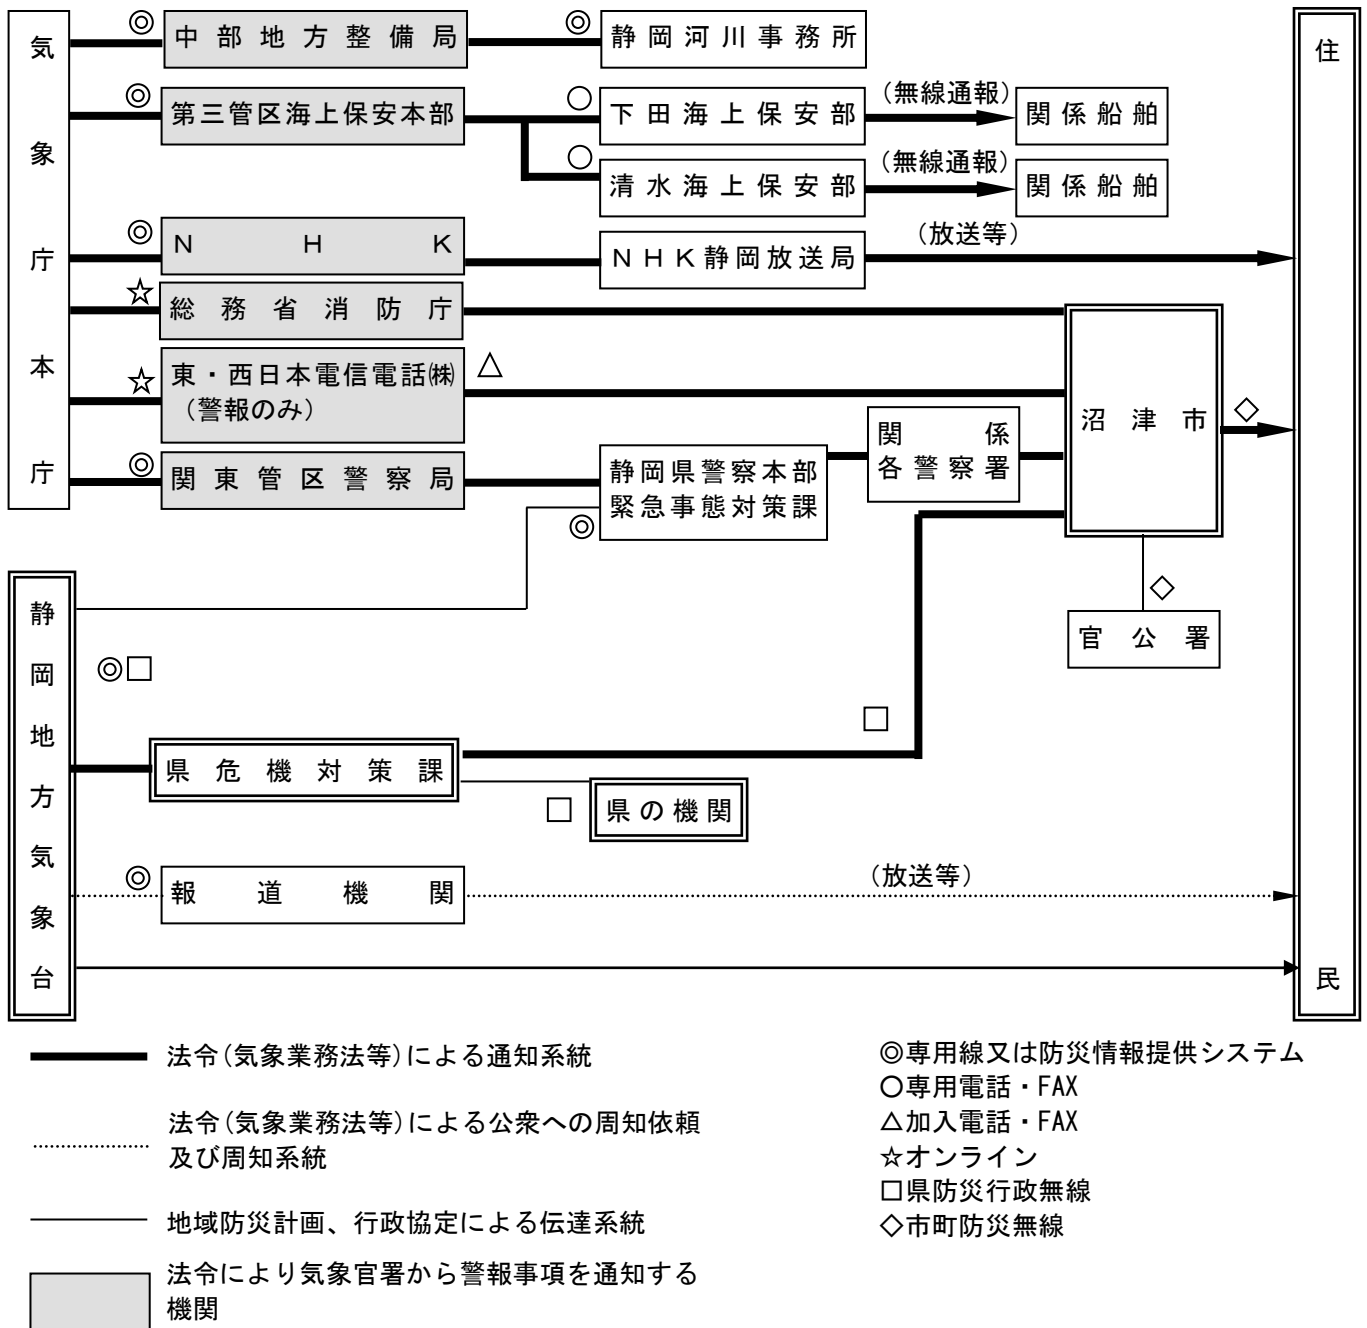 気象庁本庁
◎
中部地方整備局
◎
静岡河川事務所
◎
第三管区海上保安本部
○
下田海上保安部
(無線通報)
関係船舶
○
清水海上保安部
(無線通報)
関係船舶
◎
NHK
NHK静岡放送局
(放送等)
☆
総務省消防庁
☆
東・西日本電信電話㈱
(警報のみ)
△
◎
関東管区警察局
静岡県警察本部
緊急事態対策課
◎
関係
各警察署
沼津市
◇
◇
官公署
住民
静岡地方気象台
◎□
県危機対策課
□
□
県の機関
◎
報道機関
(放送等)
法令(気象業務法等)による通知系統
法令(気象業務法等)による公衆への周知依頼
及び周知系統
地域防災計画、行政協定による伝達系統
法令により気象官署から警報事項を通知する
機関
◎専用線又は防災情報提供システム
○専用電話・FAX
△加入電話・FAX
☆オンライン
□県防災行政無線
◇市町防災無線